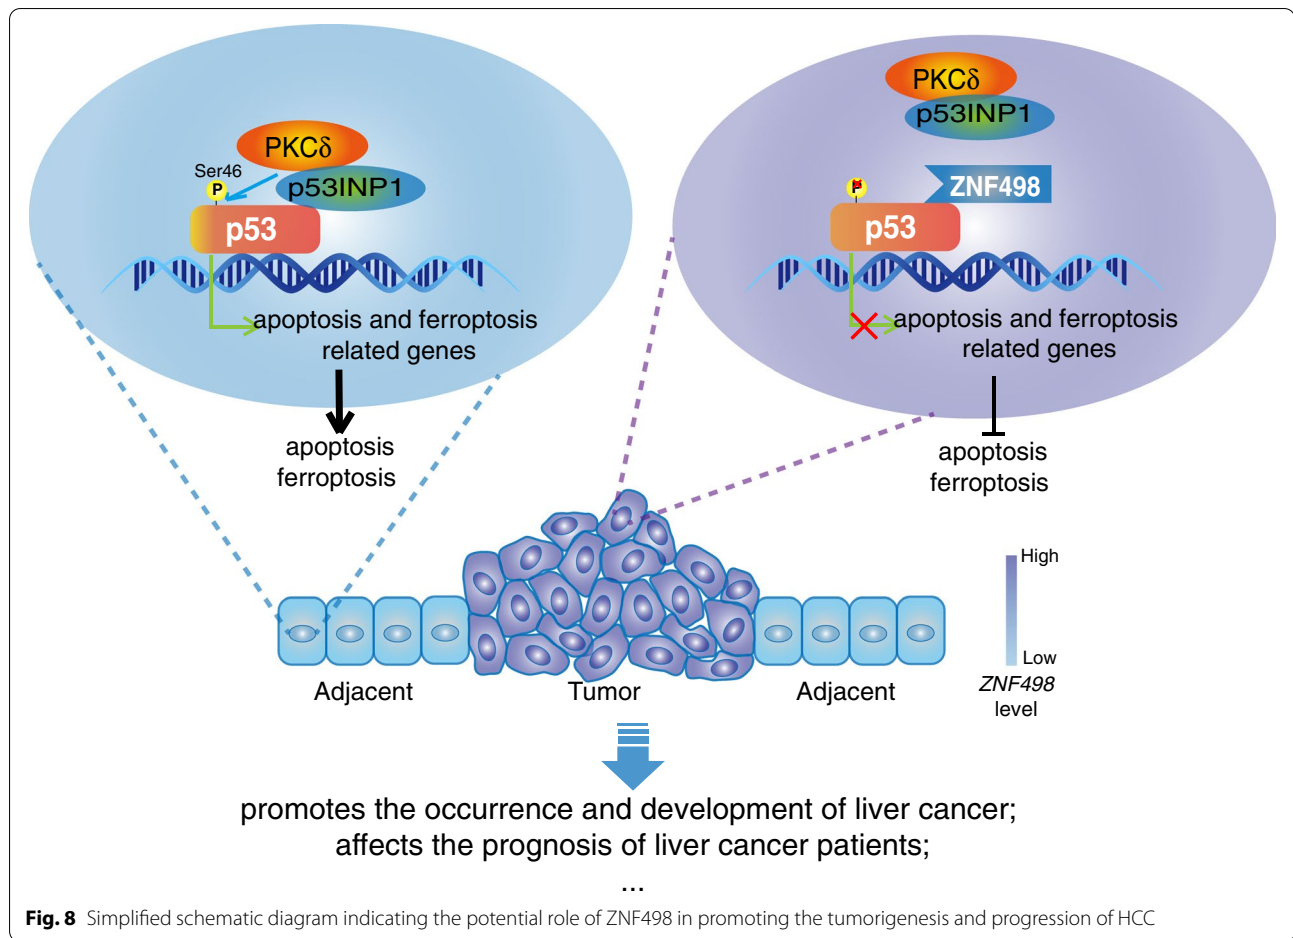 PKCδ
p53INP1
Ser46
P
p53
apoptosis and ferroptosis
related genes
apoptosis
ferroptosis
PKCδ
p53INP1
ZNF498
P
p53
apoptosis and ferroptosis
related genes
apoptosis
ferroptosis
High
Low
ZNF498
level
Adjacent
Tumor
Adjacent
promotes the occurrence and development of liver cancer;
affects the prognosis of liver cancer patients;
...
Fig. 8 Simplified schematic diagram indicating the potential role of ZNF498 in promoting the tumorigenesis and progression of HCC